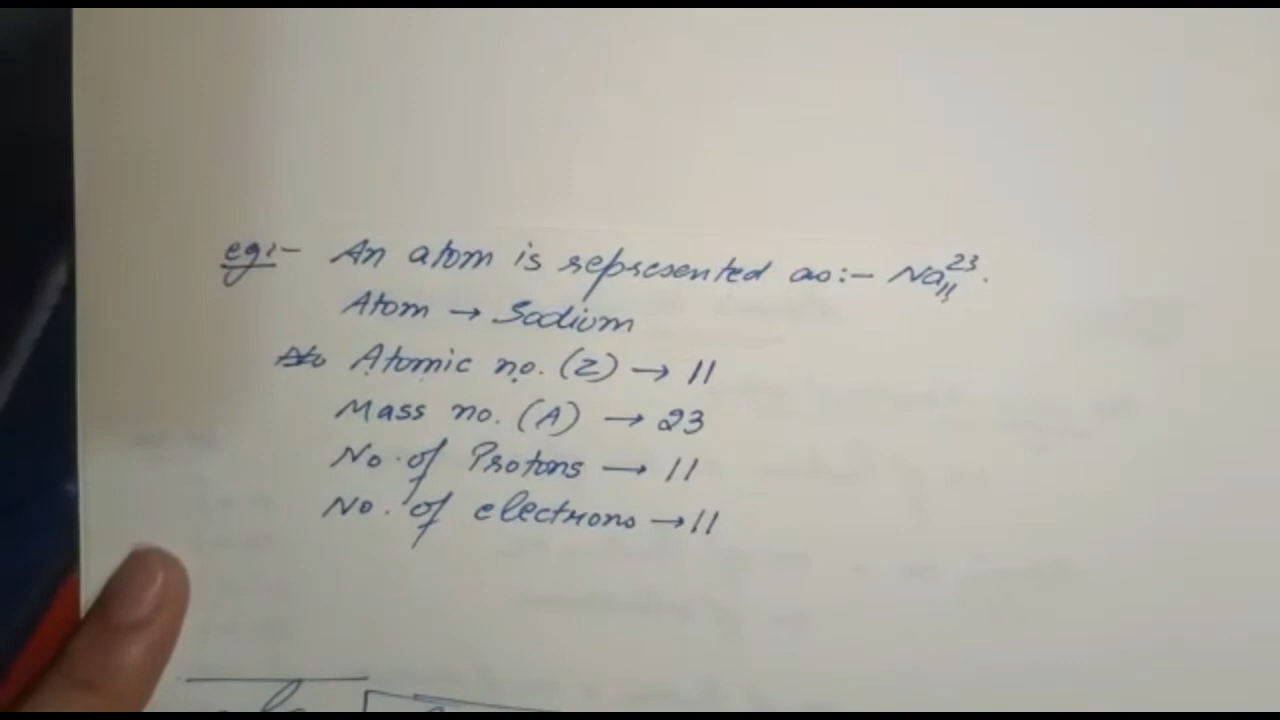 eg:- An atom is represented as:- Na₁₁²³.
Atom → Sodium
Atomic no. (Z) → 11
Mass no. (A) → 23
No. of Protons → 11
No. of electrons → 11